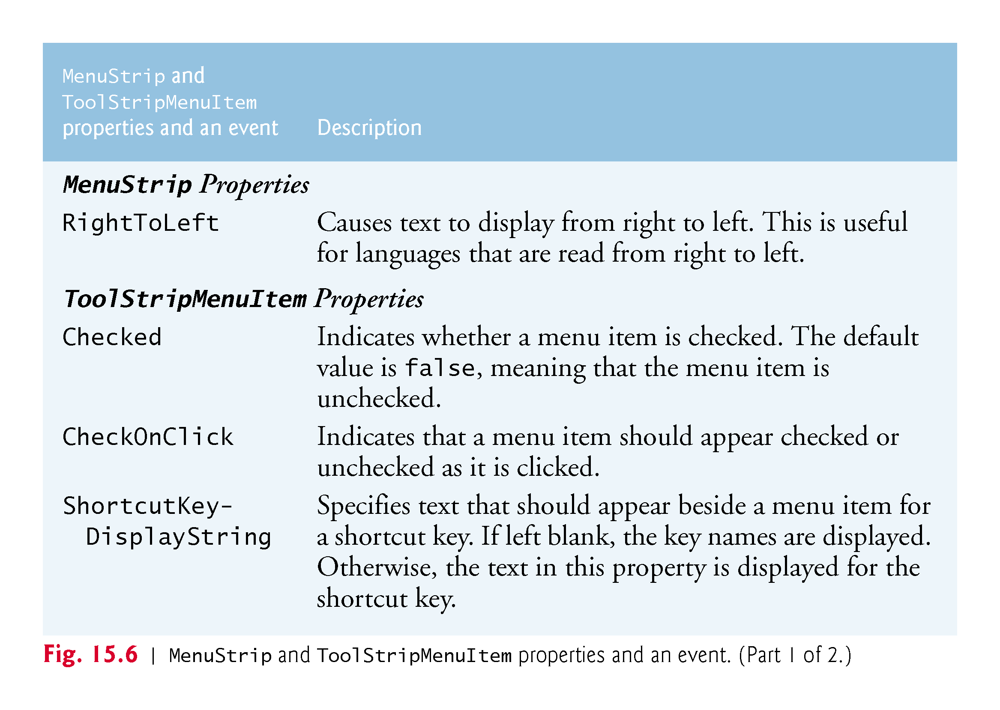 MenuStrip and
ToolStripMenuItem
properties and an event Description
MenuStrip Properties
RightToLeft Causes text to display from right to left. This is useful
for languages that are read from right to left.
ToolStripMenuItem Properties
Checked Indicates whether a menu item is checked. The default
value is false, meaning that the menu item is
unchecked.
CheckOnClick Indicates that a menu item should appear checked or
unchecked as it is clicked.
ShortcutKey- Specifies text that should appear beside a menu item for
DisplayString a shortcut key. If left blank, the key names are displayed.
Otherwise, the text in this property is displayed for the
shortcut key.
Fig. 15.6 | MenuStrip and ToolStripMenuItem properties and an event. (Part 1 of 2.)